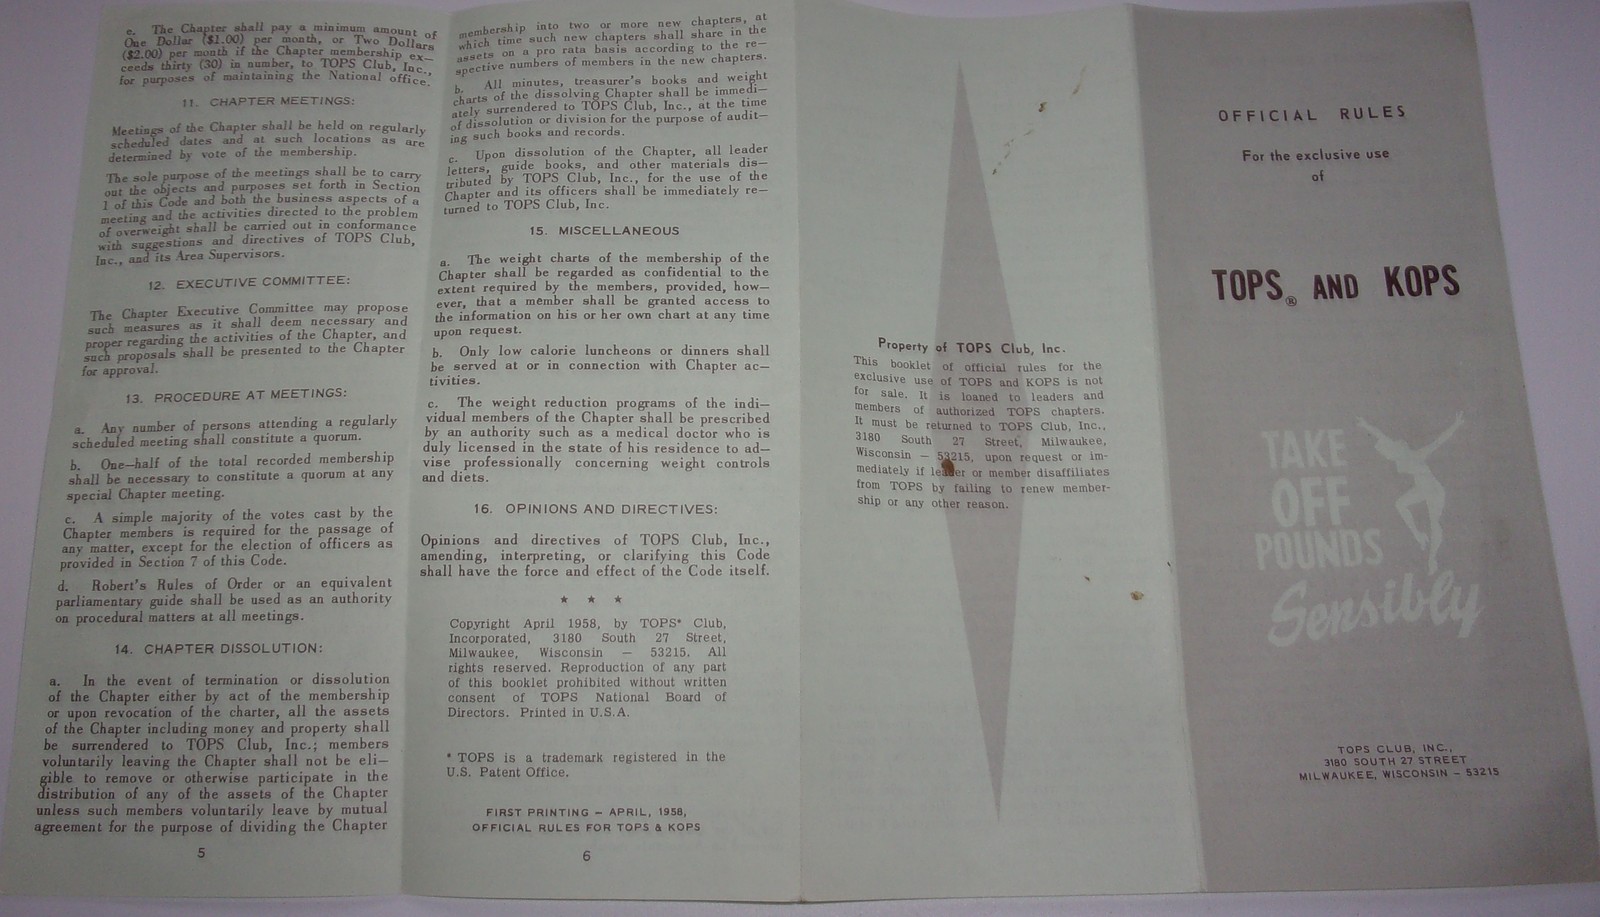 e. The Chapter shall pay a minimum amount of
One Dollar ($1.00) per month, or Two Dollars
($2.00) per month if the Chapter membership ex-
ceeds thirty (30) in number, to TOPS Club, Inc.,
for purposes of maintaining the National office.
11. CHAPTER MEETINGS:
Meetings of the Chapter shall be held on regularly
scheduled dates and at such locations as are
determined by vote of the membership.
The sole purpose of the meetings shall be to carry
out the objects and purposes set forth in Section
1 of this Code and both the business aspects of a
meeting and the activities directed to the problem
of overweight shall be carried out in conformance
with suggestions and directives of TOPS Club,
Inc., and its Area Supervisors.
12. EXECUTIVE COMMITTEE:
The Chapter Executive Committee may propose
such measures as it shall deem necessary and
proper regarding the activities of the Chapter, and
such proposals shall be presented to the Chapter
for approval.
13. PROCEDURE AT MEETINGS:
a. Any number of persons attending a regularly
scheduled meeting shall constitute a quorum.
b. One-half of the total recorded membership
shall be necessary to constitute a quorum at any
special Chapter meeting.
c. A simple majority of the votes cast by the
Chapter members is required for the passage of
any matter, except for the election of officers as
provided in Section 7 of this Code.
d. Robert's Rules of Order or an equivalent
parliamentary guide shall be used as an authority
on procedural matters at all meetings.
14. CHAPTER DISSOLUTION:
a. In the event of termination or dissolution
of the Chapter either by act of the membership
or upon revocation of the charter, all the assets
of the Chapter including money and property shall
be surrendered to TOPS Club, Inc.; members
voluntarily leaving the Chapter shall not be eli-
gible to remove or otherwise participate in the
distribution of any of the assets of the Chapter
unless such members voluntarily leave by mutual
agreement for the purpose of dividing the Chapter
5
membership into two or more new chapters, at
which time such new chapters shall share in the
assets on a pro rata basis according to the re-
spective numbers of members in the new chapters.
b. All minutes, treasurer's books and weight
charts of the dissolving Chapter shall be immedi-
ately surrendered to TOPS Club, Inc., at the time
of dissolution or division for the purpose of audit-
ing such books and records.
c. Upon dissolution of the Chapter, all leader
letters, guide books, and other materials dis-
tributed by TOPS Club, Inc., for the use of the
Chapter and its officers shall be immediately re-
turned to TOPS Club, Inc.
15. MISCELLANEOUS
a. The weight charts of the membership of the
Chapter shall be regarded as confidential to the
extent required by the members, provided, how-
ever, that a member shall be granted access to
the information on his or her own chart at any time
upon request.
b. Only low calorie luncheons or dinners shall
be served at or in connection with Chapter ac-
tivities.
c. The weight reduction programs of the indi-
vidual members of the Chapter shall be prescribed
by an authority such as a medical doctor who is
duly licensed in the state of his residence to ad-
vise professionally concerning weight controls
and diets.
16. OPINIONS AND DIRECTIVES:
Opinions and directives of TOPS Club, Inc.,
amending, interpreting, or clarifying this Code
shall have the force and effect of the Code itself.
★ ★ ★
Copyright April 1958, by TOPS* Club,
Incorporated, 3180 South 27 Street,
Milwaukee, Wisconsin - 53215. All
rights reserved. Reproduction of any part
of this booklet prohibited without written
consent of TOPS National Board of
Directors. Printed in U.S.A.
* TOPS is a trademark registered in the
U.S. Patent Office.
FIRST PRINTING - APRIL, 1958,
OFFICIAL RULES FOR TOPS & KOPS
6
Property of TOPS Club, Inc.
This booklet of official rules for the
exclusive use of TOPS and KOPS is not
for sale. It is loaned to leaders and
members of authorized TOPS chapters.
It must be returned to TOPS Club, Inc.,
3180 South 27 Street, Milwaukee,
Wisconsin - 53215, upon request or im-
mediately if leader or member disaffiliates
from TOPS by failing to renew member-
ship or any other reason.
OFFICIAL RULES
For the exclusive use
of
TOPS® AND KOPS
TAKE
OFF
POUNDS
Sensibly
TOPS CLUB, INC.,
3180 SOUTH 27 STREET
MILWAUKEE, WISCONSIN - 53215